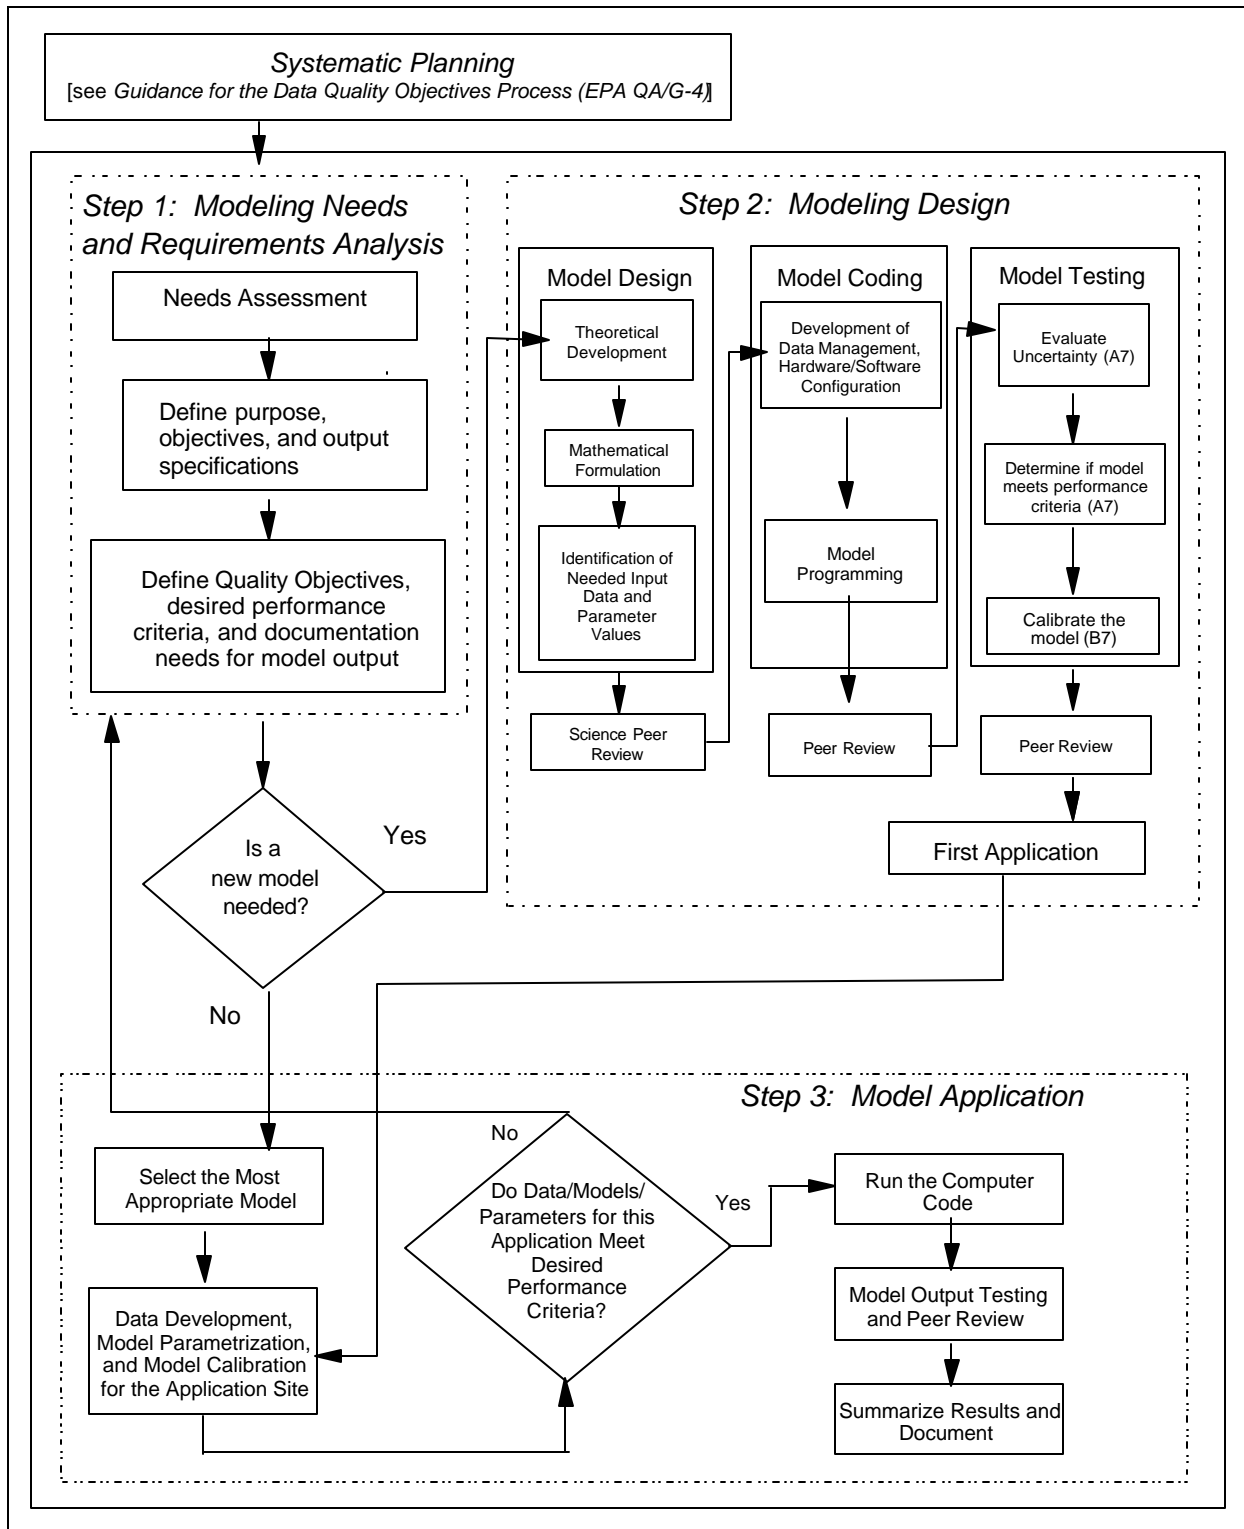 Systematic Planning
[see Guidance for the Data Quality Objectives Process (EPA QA/G-4)]
Step 1: Modeling Needs
and Requirements Analysis
Needs Assessment
Define purpose,
objectives, and output
specifications
Define Quality Objectives,
desired performance
criteria, and documentation
needs for model output
Is a
new model
needed?
Yes
No
Step 2: Modeling Design
Model Design
Theoretical
Development
Mathematical
Formulation
Identification of
Needed Input
Data and
Parameter
Values
Science Peer
Review
Model Coding
Development of
Data Management,
Hardware/Software
Configuration
Model
Programming
Peer Review
Model Testing
Evaluate
Uncertainty (A7)
Determine if model
meets performance
criteria (A7)
Calibrate the
model (B7)
Peer Review
First Application
Step 3: Model Application
Select the Most
Appropriate Model
Data Development,
Model Parametrization,
and Model Calibration
for the Application Site
No
Do Data/Models/
Parameters for this
Application Meet
Desired
Performance
Criteria?
Yes
Run the Computer
Code
Model Output Testing
and Peer Review
Summarize Results and
Document